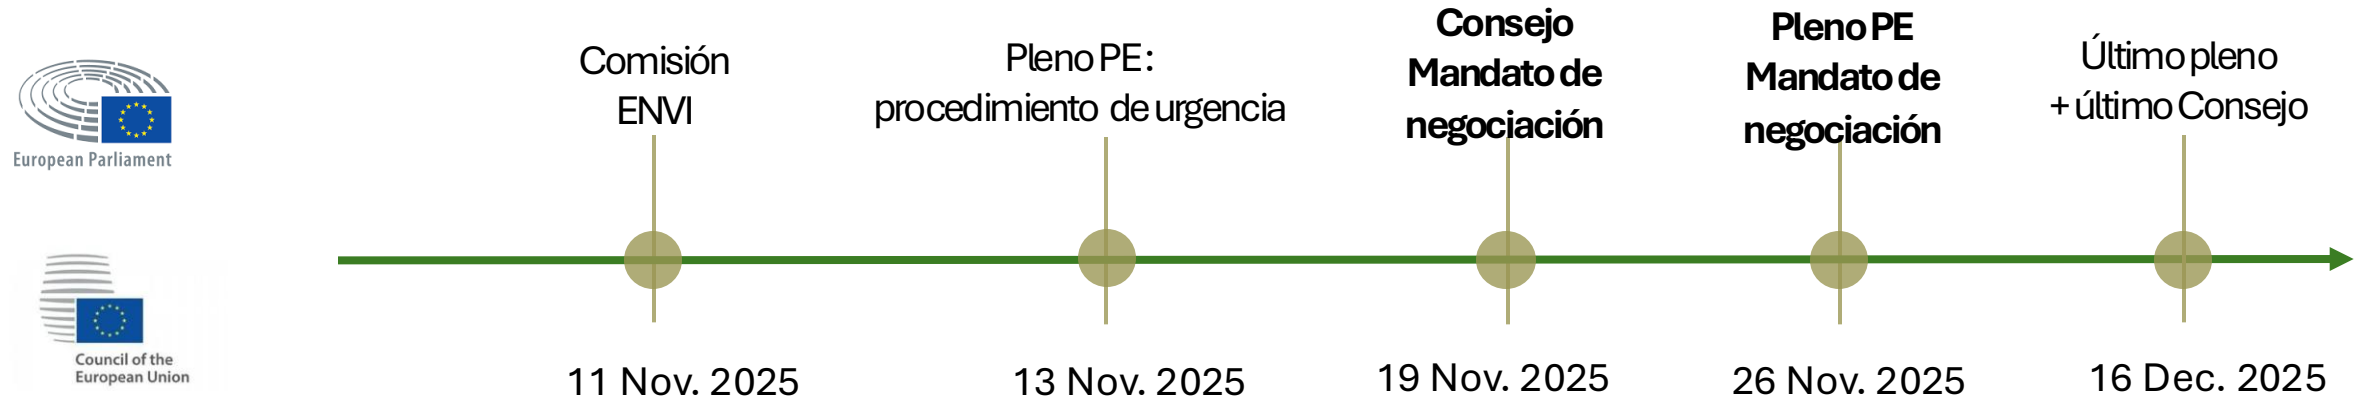 European Parliament
Council of the
European Union
Comisión
ENVI
11 Nov. 2025
Pleno PE:
procedimiento de urgencia
13 Nov. 2025
Consejo
Mandato de
negociación
19 Nov. 2025
Pleno PE
Mandato de
negociación
26 Nov. 2025
Último pleno
+ último Consejo
16 Dec. 2025